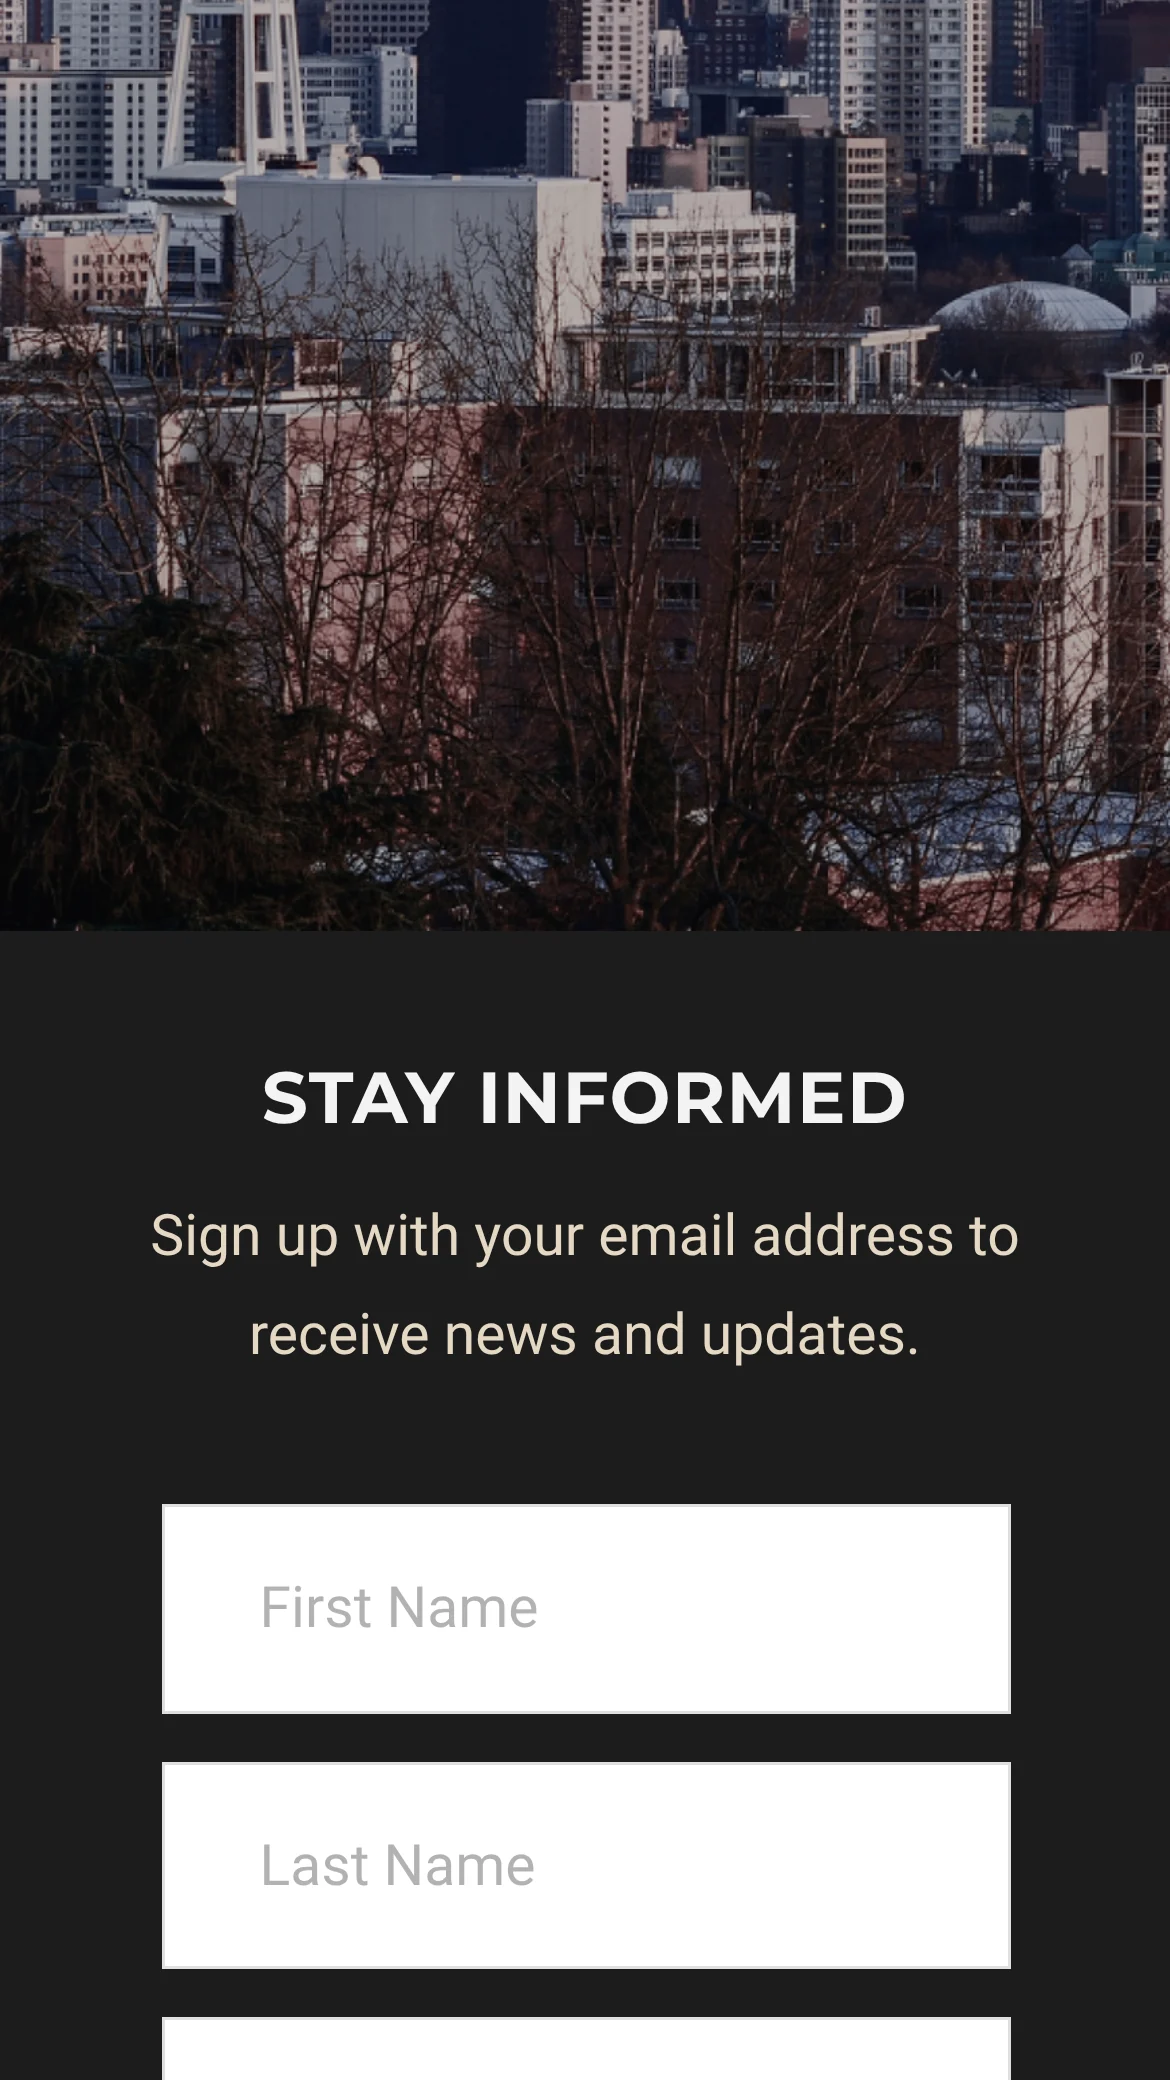 STAY INFORMED
Sign up with your email address to
receive news and updates.
First Name
Last Name